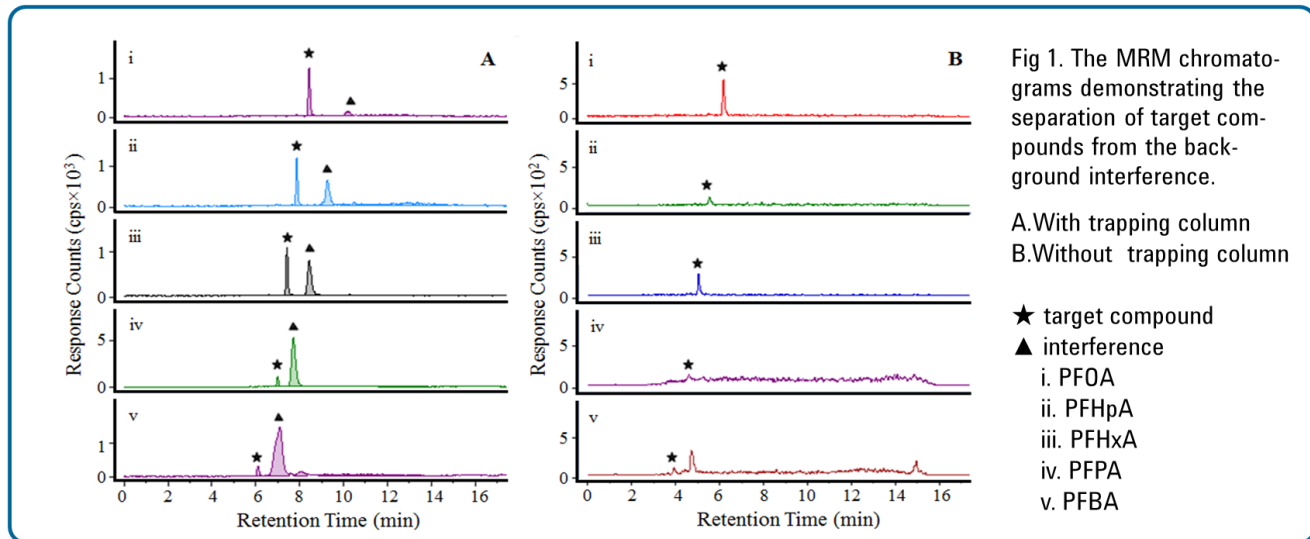 i
★
▲
A
1
0
ii
★
▲
1
0
iii
★
▲
1
0
iv
★
▲
5
0
v
★
▲
1
0
0 2 4 6 8 10 12 14 16
Retention Time (min)
Response Counts (cps×10³)
i
★
B
5
0
ii
★
5
0
iii
★
5
0
iv
★
5
0
v
★
5
0
0 2 4 6 8 10 12 14 16
Retention Time (min)
Response Counts (cps×10²)
Fig 1. The MRM chromato-
grams demonstrating the
separation of target com-
pounds from the back-
ground interference.
A.With trapping column
B.Without trapping column
★ target compound
▲ interference
i. PFOA
ii. PFHpA
iii. PFHxA
iv. PFPA
v. PFBA